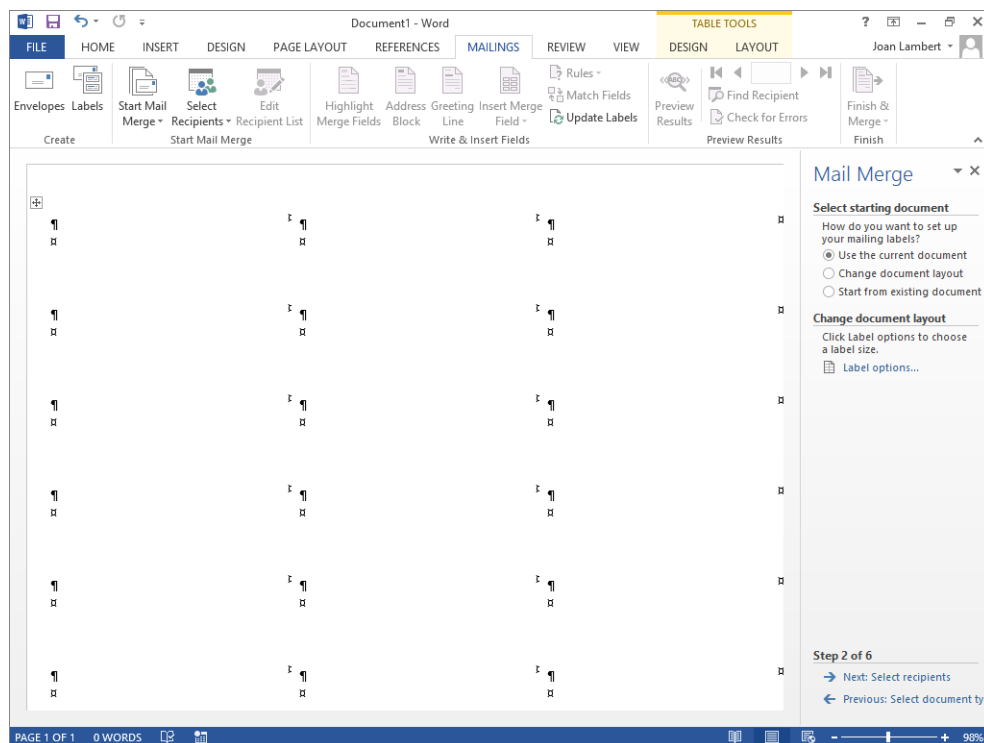 Document1 - Word
TABLE TOOLS
?
FILE HOME INSERT DESIGN PAGE LAYOUT REFERENCES MAILINGS REVIEW VIEW DESIGN LAYOUT Joan Lambert
Envelopes Labels
Create
Start Mail Merge
Select Recipients
Edit Recipient List
Start Mail Merge
Highlight Merge Fields
Address Block
Greeting Line
Insert Merge Field
Rules
Match Fields
Update Labels
Write & Insert Fields
ABC
Preview Results
Find Recipient
Check for Errors
Preview Results
Finish & Merge
Finish
¶ ¶ ¶ ¤
¤ ¤ ¤
¶ ¶ ¶ ¤
¤ ¤ ¤
¶ ¶ ¶ ¤
¤ ¤ ¤
¶ ¶ ¶ ¤
¤ ¤ ¤
¶ ¶ ¶ ¤
¤ ¤ ¤
¶ ¶ ¶ ¤
¤ ¤ ¤
Mail Merge
Select starting document
How do you want to set up
your mailing labels?
Use the current document
Change document layout
Start from existing document
Change document layout
Click Label options to choose
a label size.
Label options...
Step 2 of 6
Next: Select recipients
Previous: Select document ty
PAGE 1 OF 1 0 WORDS 98%